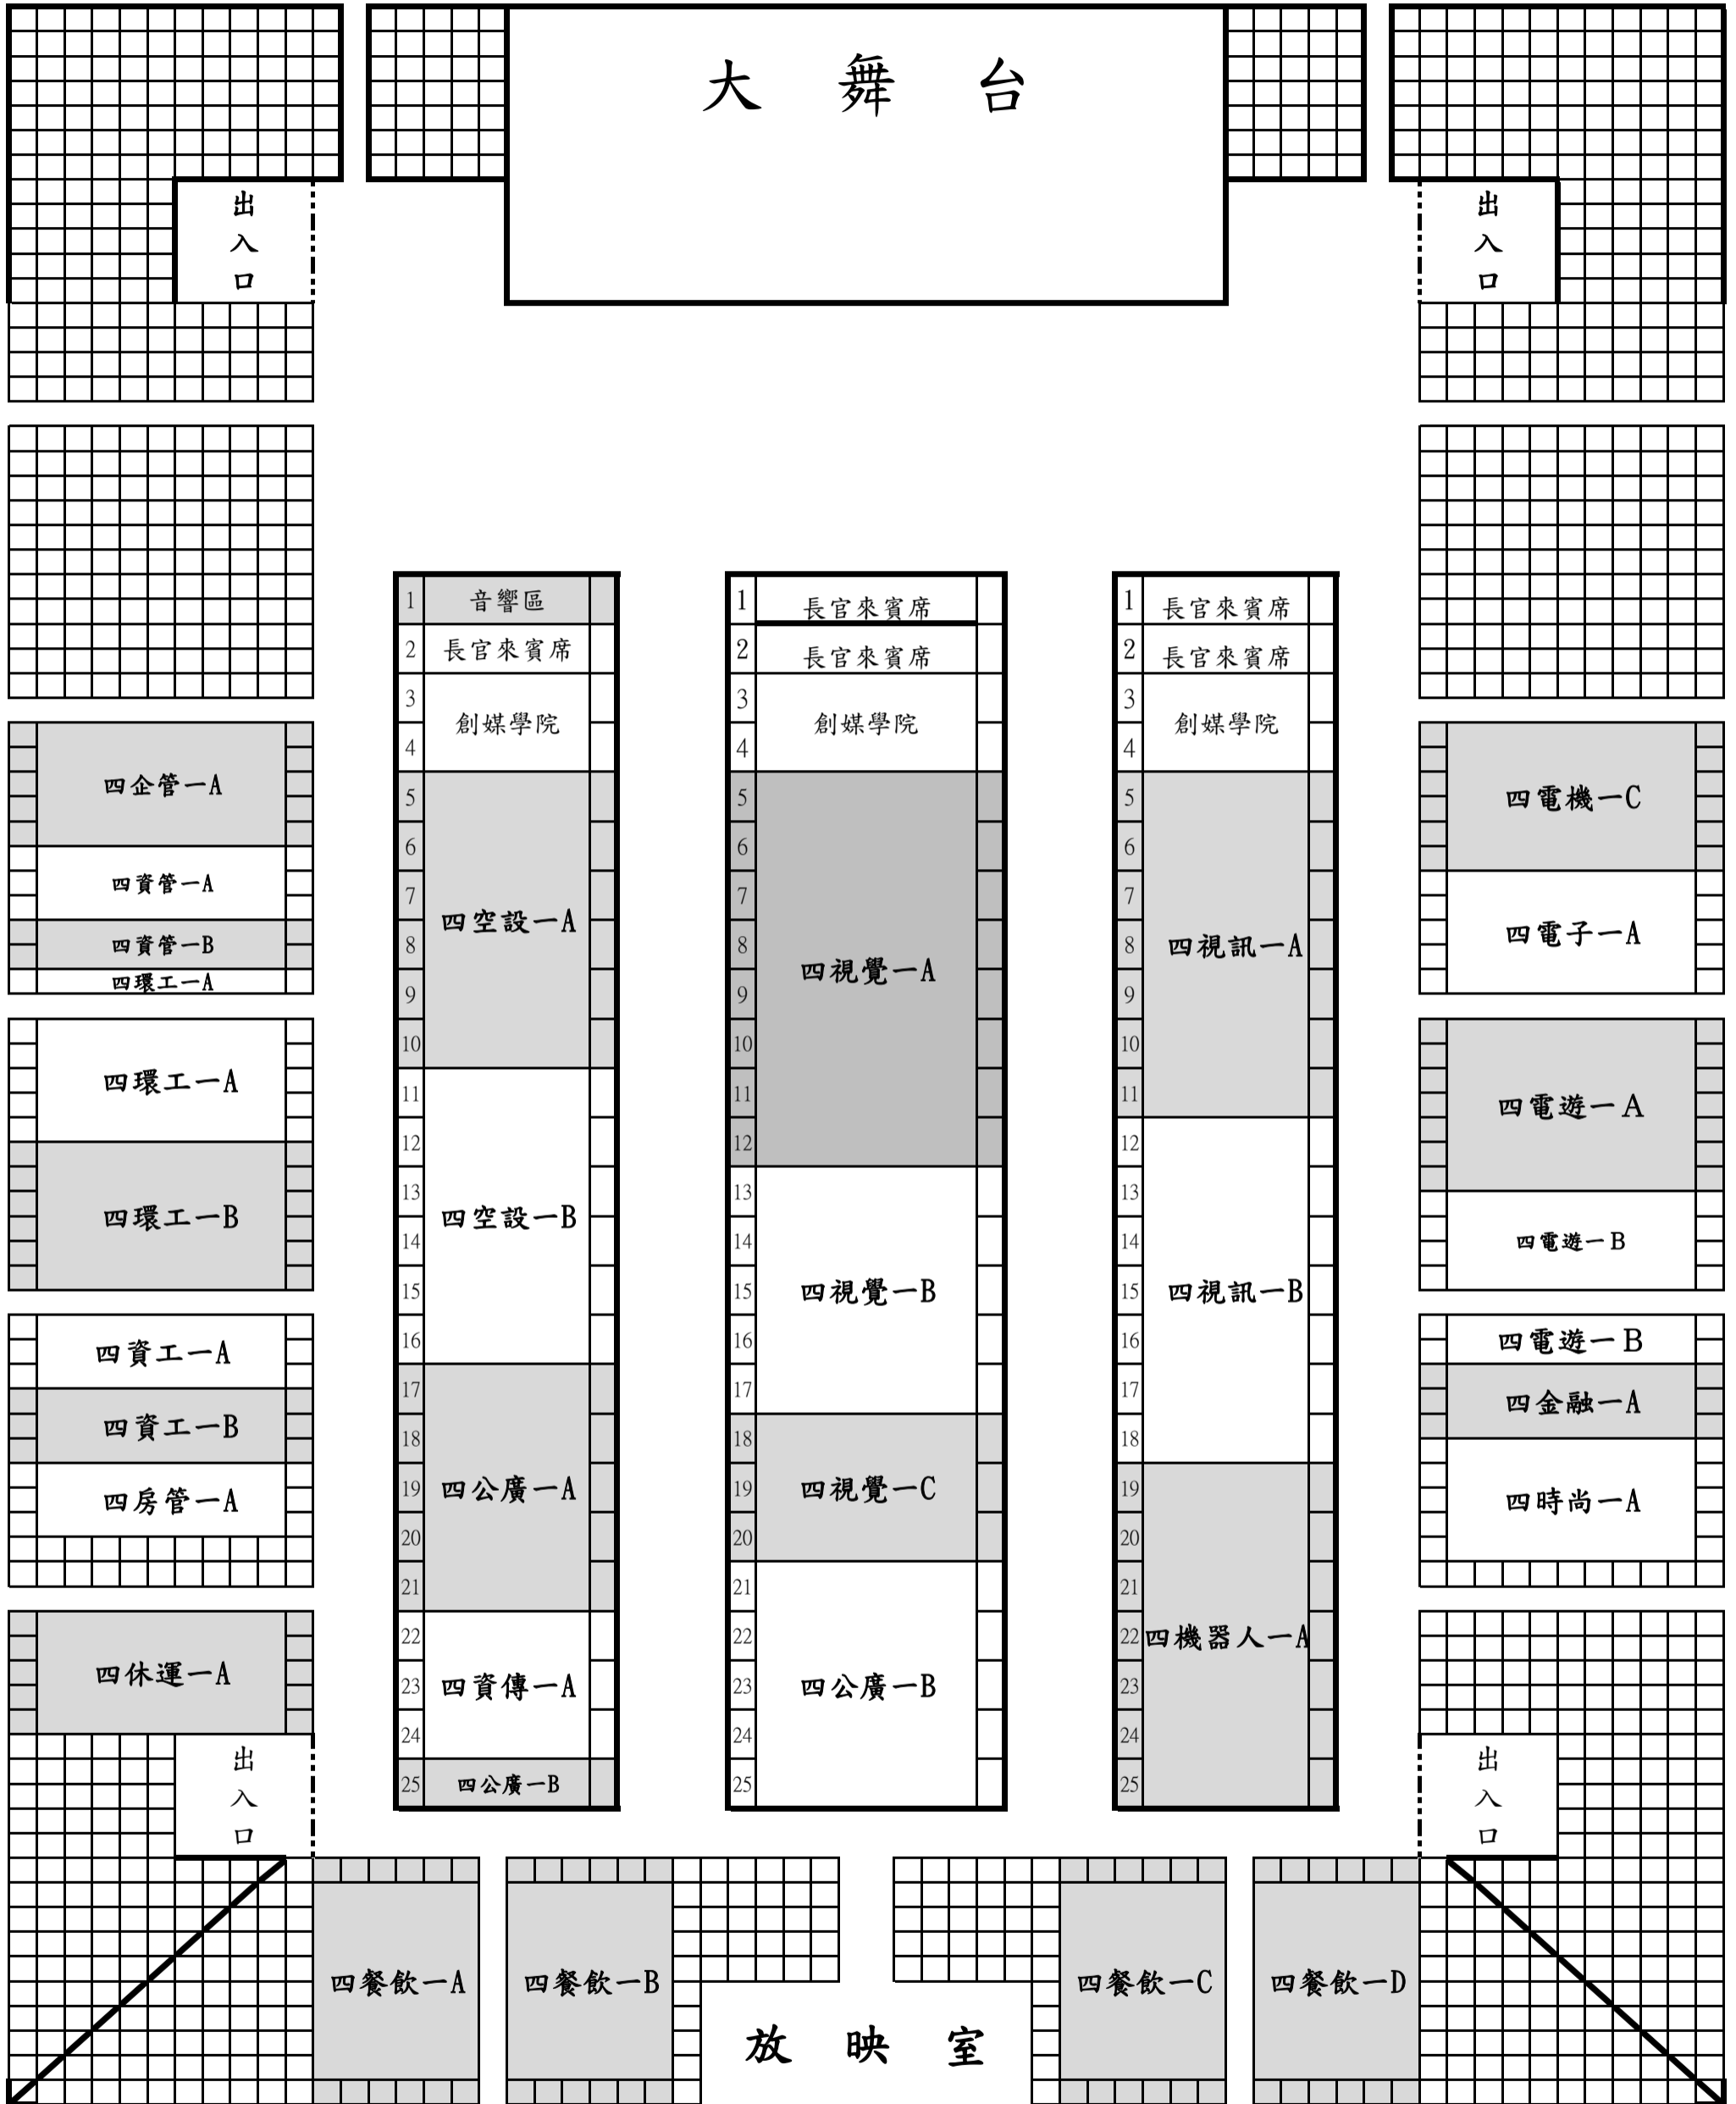 大 舞 台
出
入
口
出
入
口
1 音響區
2 長官來賓席
3
4
創媒學院
5
6
7
8
9
10
四空設一A
11
12
13
14
15
16
四空設一B
17
18
19
20
21
四公廣一A
22
23
24
四資傳一A
25 四公廣一B
1 長官來賓席
2 長官來賓席
3
4
創媒學院
5
6
7
8
9
10
11
12
四視覺一A
13
14
15
16
17
四視覺一B
18
19
20
四視覺一C
21
22
23
24
25
四公廣一B
1 長官來賓席
2 長官來賓席
3
4
創媒學院
5
6
7
8
9
10
11
四視訊一A
12
13
14
15
16
17
18
四視訊一B
19
20
21
22
23
24
25
四機器人一A
四企管一A
四資管一A
四資管一B
四環工一A
四環工一A
四環工一B
四資工一A
四資工一B
四房管一A
四休運一A
四電機一C
四電子一A
四電遊一A
四電遊一B
四電遊一B
四金融一A
四時尚一A
出
入
口
出
入
口
四餐飲一A
四餐飲一B
四餐飲一C
四餐飲一D
放 映 室